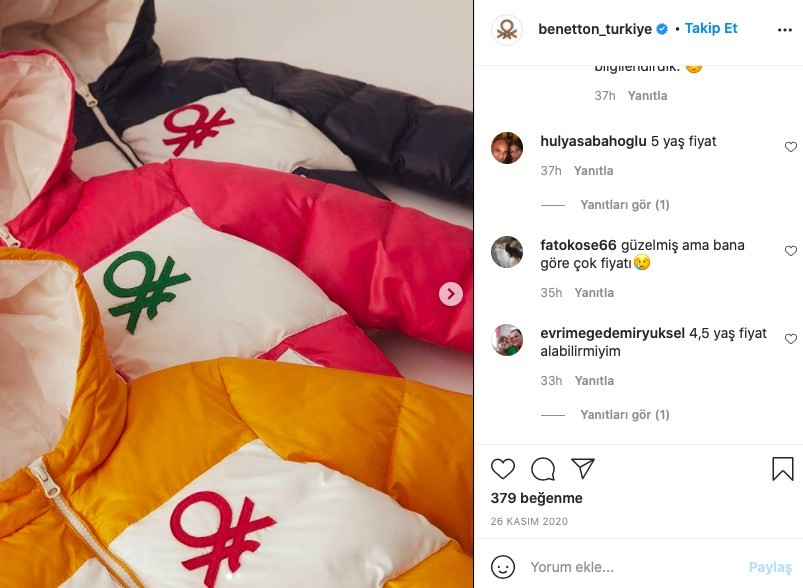 benetton_turkiye • Takip Et
bilgilendirdik. 😊
37h Yanıtla
hulyasabahoglu 5 yaş fiyat
37h Yanıtla
Yanıtları gör (1)
fatokose66 güzelmiş ama bana
göre çok fiyatı😢
35h Yanıtla
evrimegedemiryuksel 4,5 yaş fiyat
alabilirmiyim
33h Yanıtla
Yanıtları gör (1)
379 beğenme
26 KASIM 2020
Yorum ekle... Paylaş